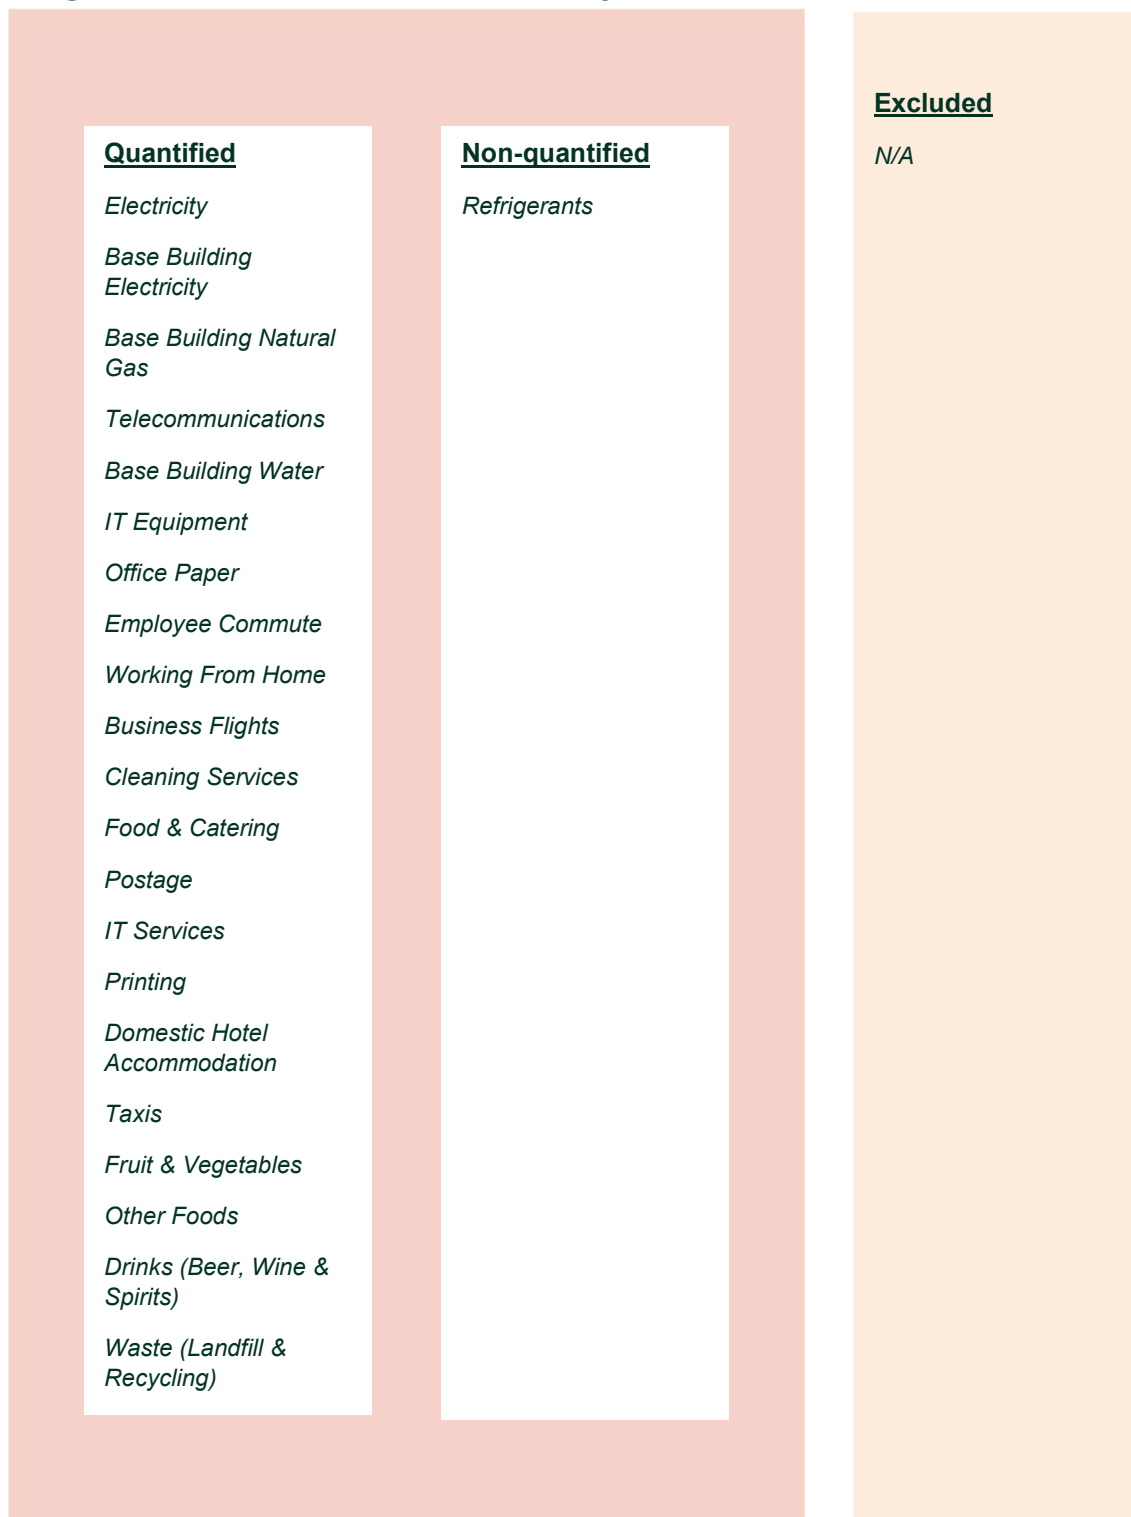 Quantified
Electricity
Base Building
Electricity
Base Building Natural
Gas
Telecommunications
Base Building Water
IT Equipment
Office Paper
Employee Commute
Working From Home
Business Flights
Cleaning Services
Food & Catering
Postage
IT Services
Printing
Domestic Hotel
Accommodation
Taxis
Fruit & Vegetables
Other Foods
Drinks (Beer, Wine &
Spirits)
Waste (Landfill &
Recycling)
Non-quantified
Refrigerants
Excluded
N/A